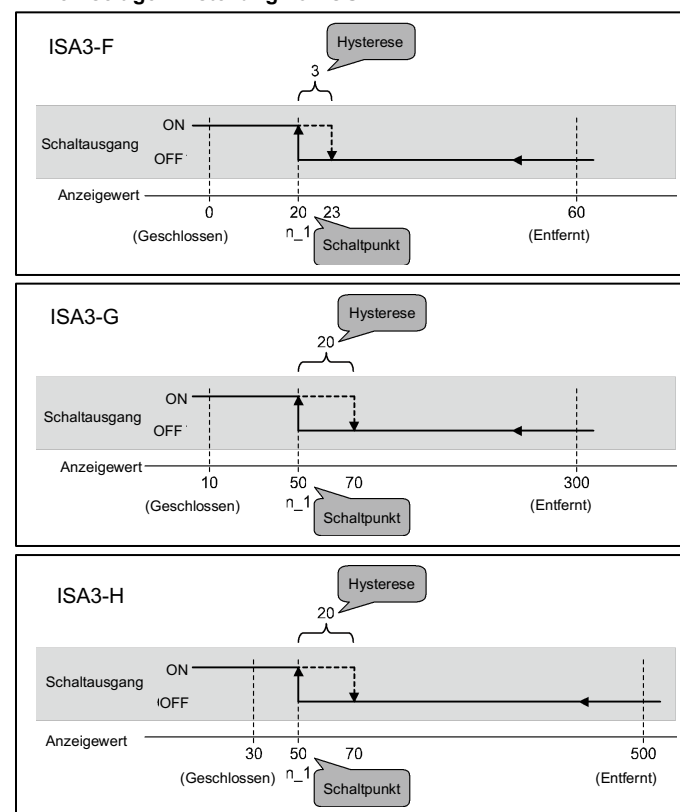 ISA3-F
Hysterese
3
ON
Schaltausgang
OFF
Anzeigewert
0 20 23 60
(Geschlossen) n_1 (Entfernt)
Schaltpunkt
ISA3-G
Hysterese
20
ON
Schaltausgang
OFF
Anzeigewert
10 50 70 300
(Geschlossen) n_1 (Entfernt)
Schaltpunkt
ISA3-H
Hysterese
20
ON
Schaltausgang
OFF
Anzeigewert
30 50 70 500
(Geschlossen) n_1 (Entfernt)
Schaltpunkt